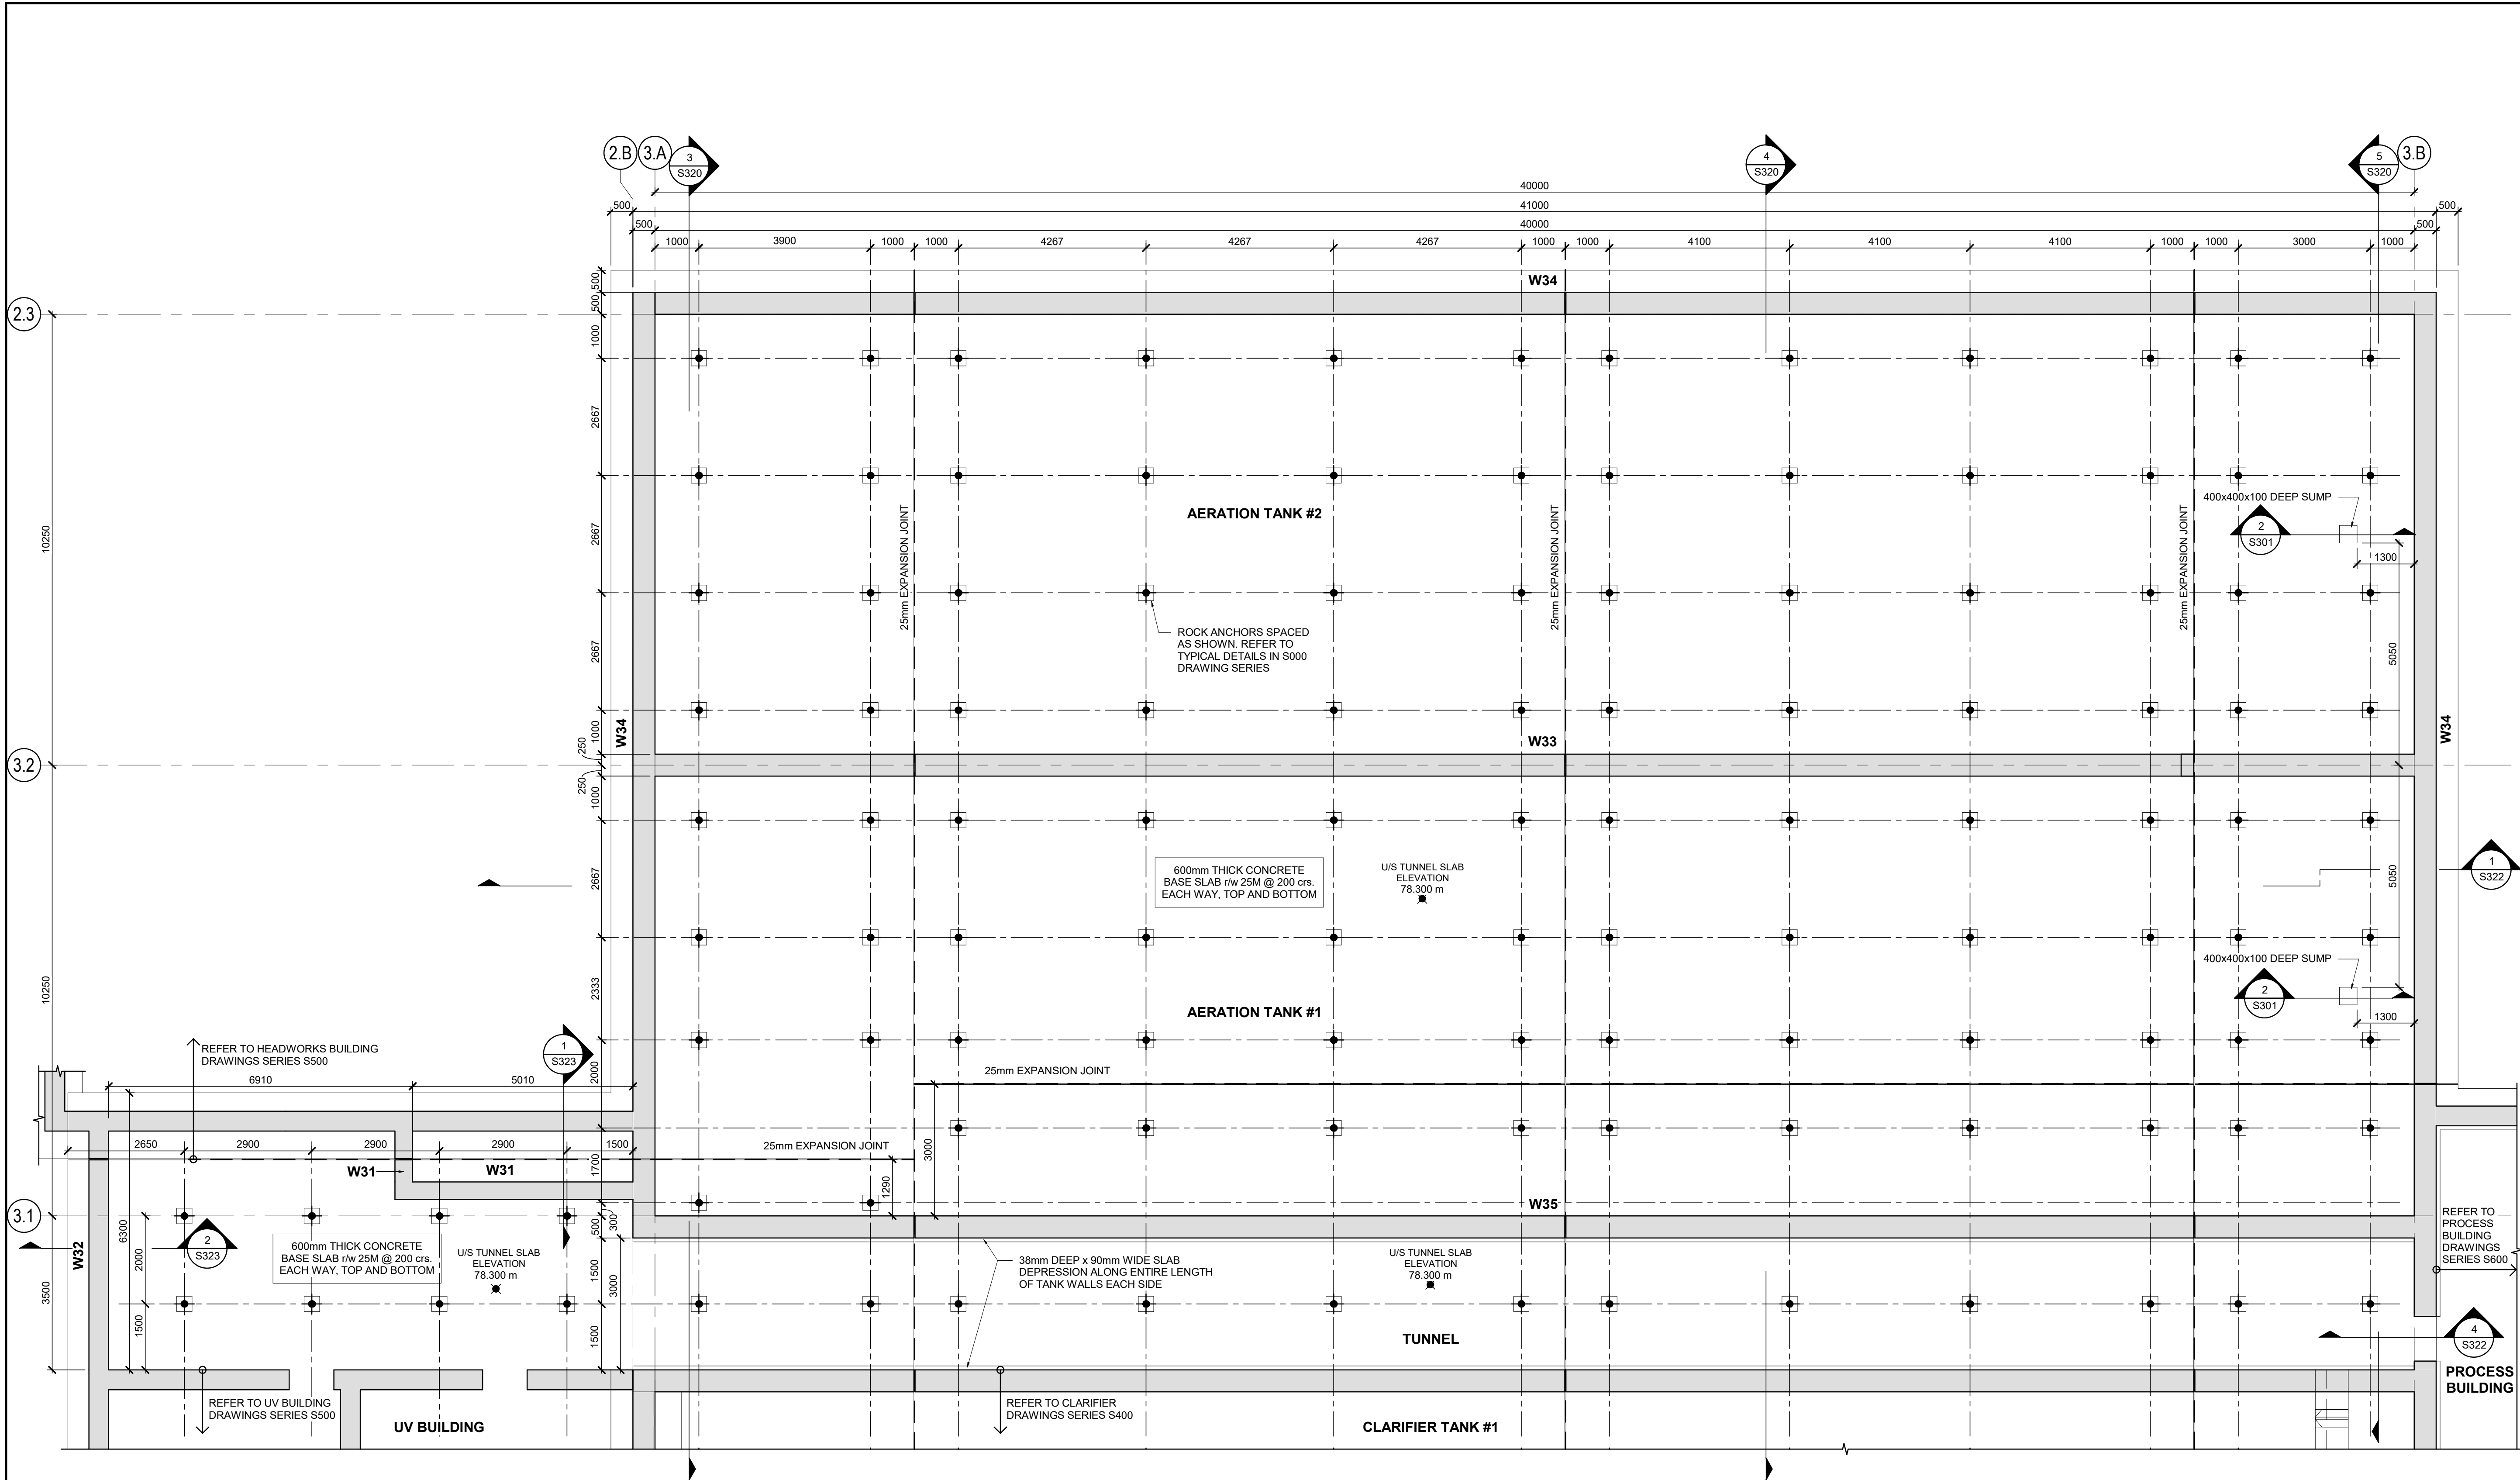 2.B
3.A
3
S320
4
S320
5
S320
3.B
40000
500
41000
500
500
40000
500
1000
3900
1000
1000
4267
4267
4267
1000
1000
4100
4100
4100
1000
1000
3000
1000
W34
2.3
500
500
1000
2667
2667
2667
1000
250
10250
25mm EXPANSION JOINT
25mm EXPANSION JOINT
25mm EXPANSION JOINT
AERATION TANK #2
400x400x100 DEEP SUMP
2
S301
1300
5050
ROCK ANCHORS SPACED
AS SHOWN. REFER TO
TYPICAL DETAILS IN S000
DRAWING SERIES
W34
W33
W34
3.2
250
1000
2667
2333
2000
1700
300
500
1500
3000
1500
10250
600mm THICK CONCRETE
BASE SLAB r/w 25M @ 200 crs.
EACH WAY, TOP AND BOTTOM
U/S TUNNEL SLAB
ELEVATION
78.300 m
1
S322
5050
400x400x100 DEEP SUMP
2
S301
1300
AERATION TANK #1
REFER TO HEADWORKS BUILDING
DRAWINGS SERIES S500
1
S323
6910
5010
25mm EXPANSION JOINT
2650
2900
2900
2900
1500
25mm EXPANSION JOINT
3000
1290
W31
W31
3.1
W35
W32
6300
2000
1500
3500
2
S323
600mm THICK CONCRETE
BASE SLAB r/w 25M @ 200 crs.
EACH WAY, TOP AND BOTTOM
U/S TUNNEL SLAB
ELEVATION
78.300 m
38mm DEEP x 90mm WIDE SLAB
DEPRESSION ALONG ENTIRE LENGTH
OF TANK WALLS EACH SIDE
U/S TUNNEL SLAB
ELEVATION
78.300 m
REFER TO
PROCESS
BUILDING
DRAWINGS
SERIES S600
TUNNEL
4
S322
PROCESS
BUILDING
REFER TO UV BUILDING
DRAWINGS SERIES S500
UV BUILDING
REFER TO CLARIFIER
DRAWINGS SERIES S400
CLARIFIER TANK #1